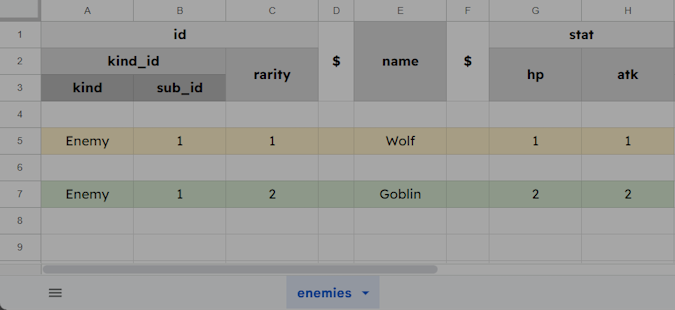 A B C D E F G H
1 id $ name $ stat
2 kind_id rarity hp atk
3 kind sub_id
4
5 Enemy 1 1 Wolf 1 1
6
7 Enemy 1 2 Goblin 2 2
8
9
enemies